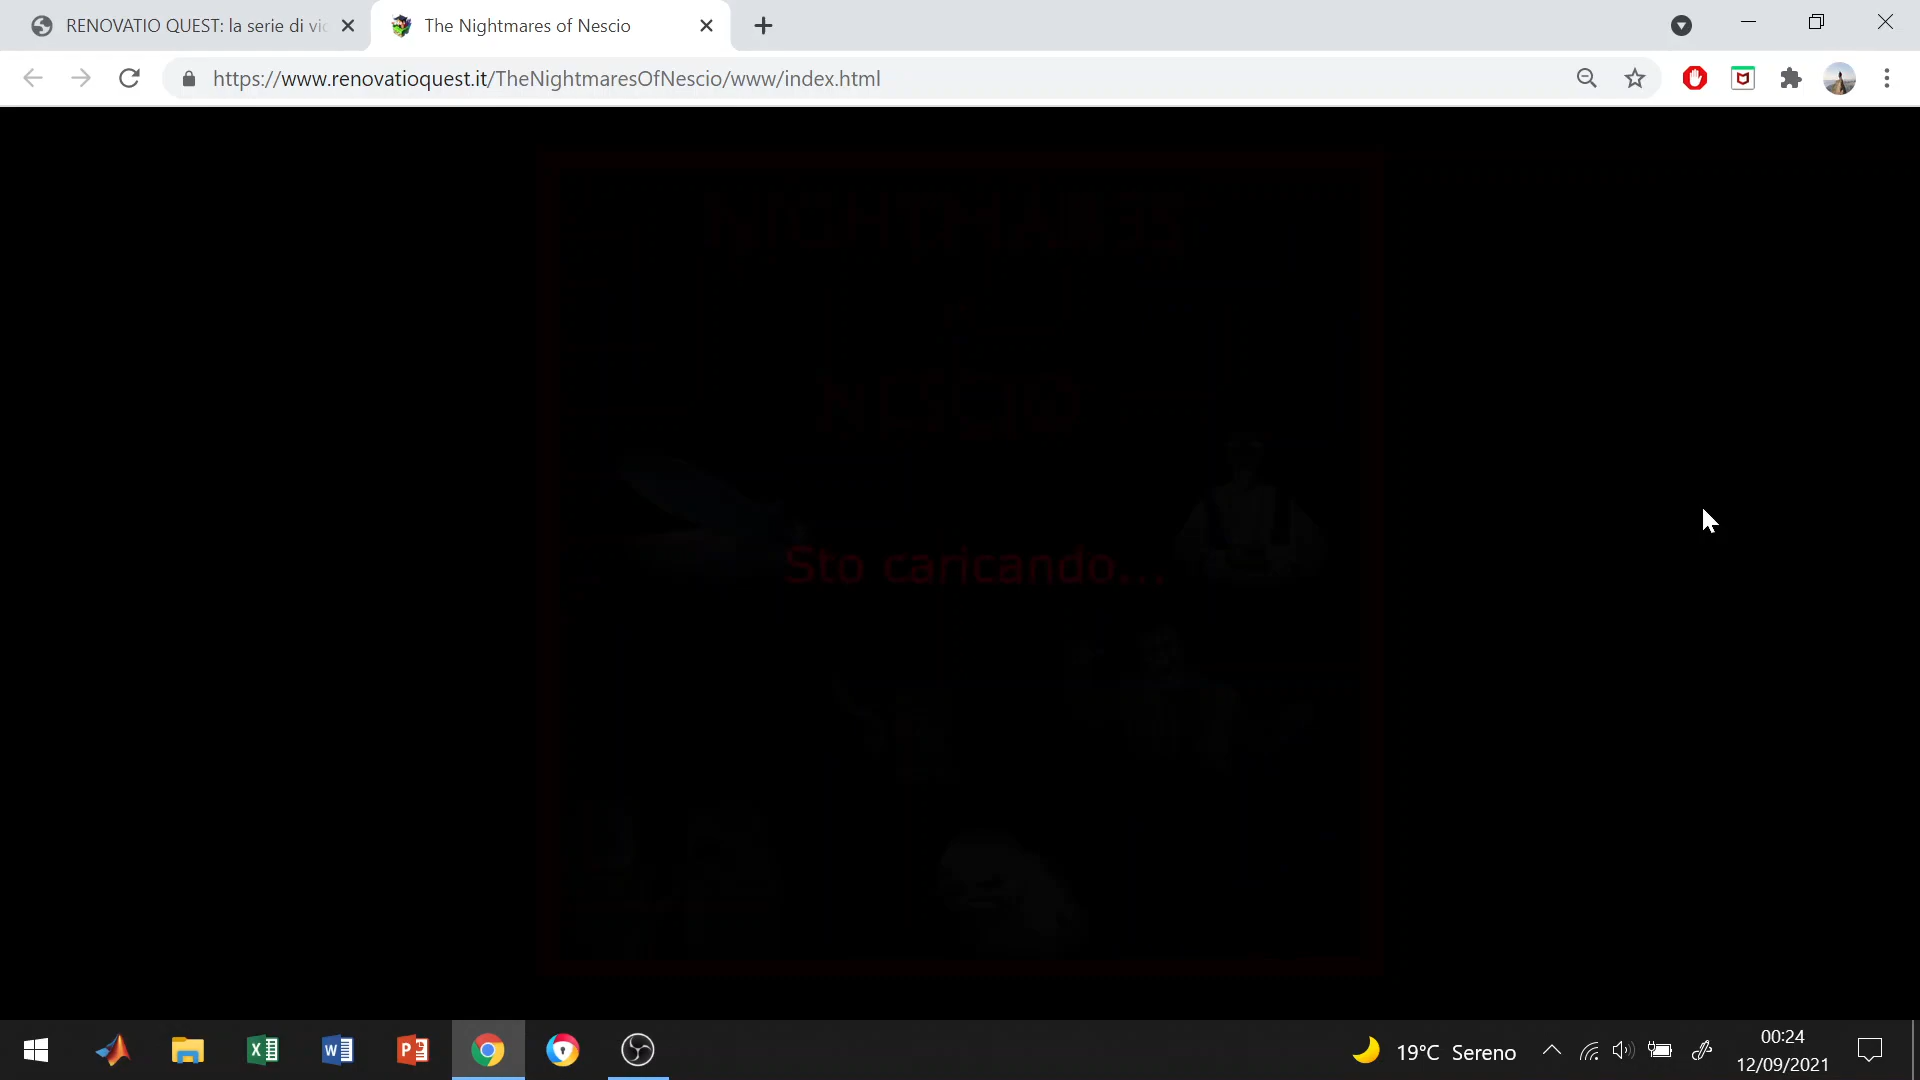 RENOVATIO QUEST: la serie di vi
The Nightmares of Nescio
https://www.renovatioquest.it/TheNightmaresOfNescio/www/index.html
NIGHTMARES
NESCIO
Sto caricando...
19°C Sereno
00:24
12/09/2021